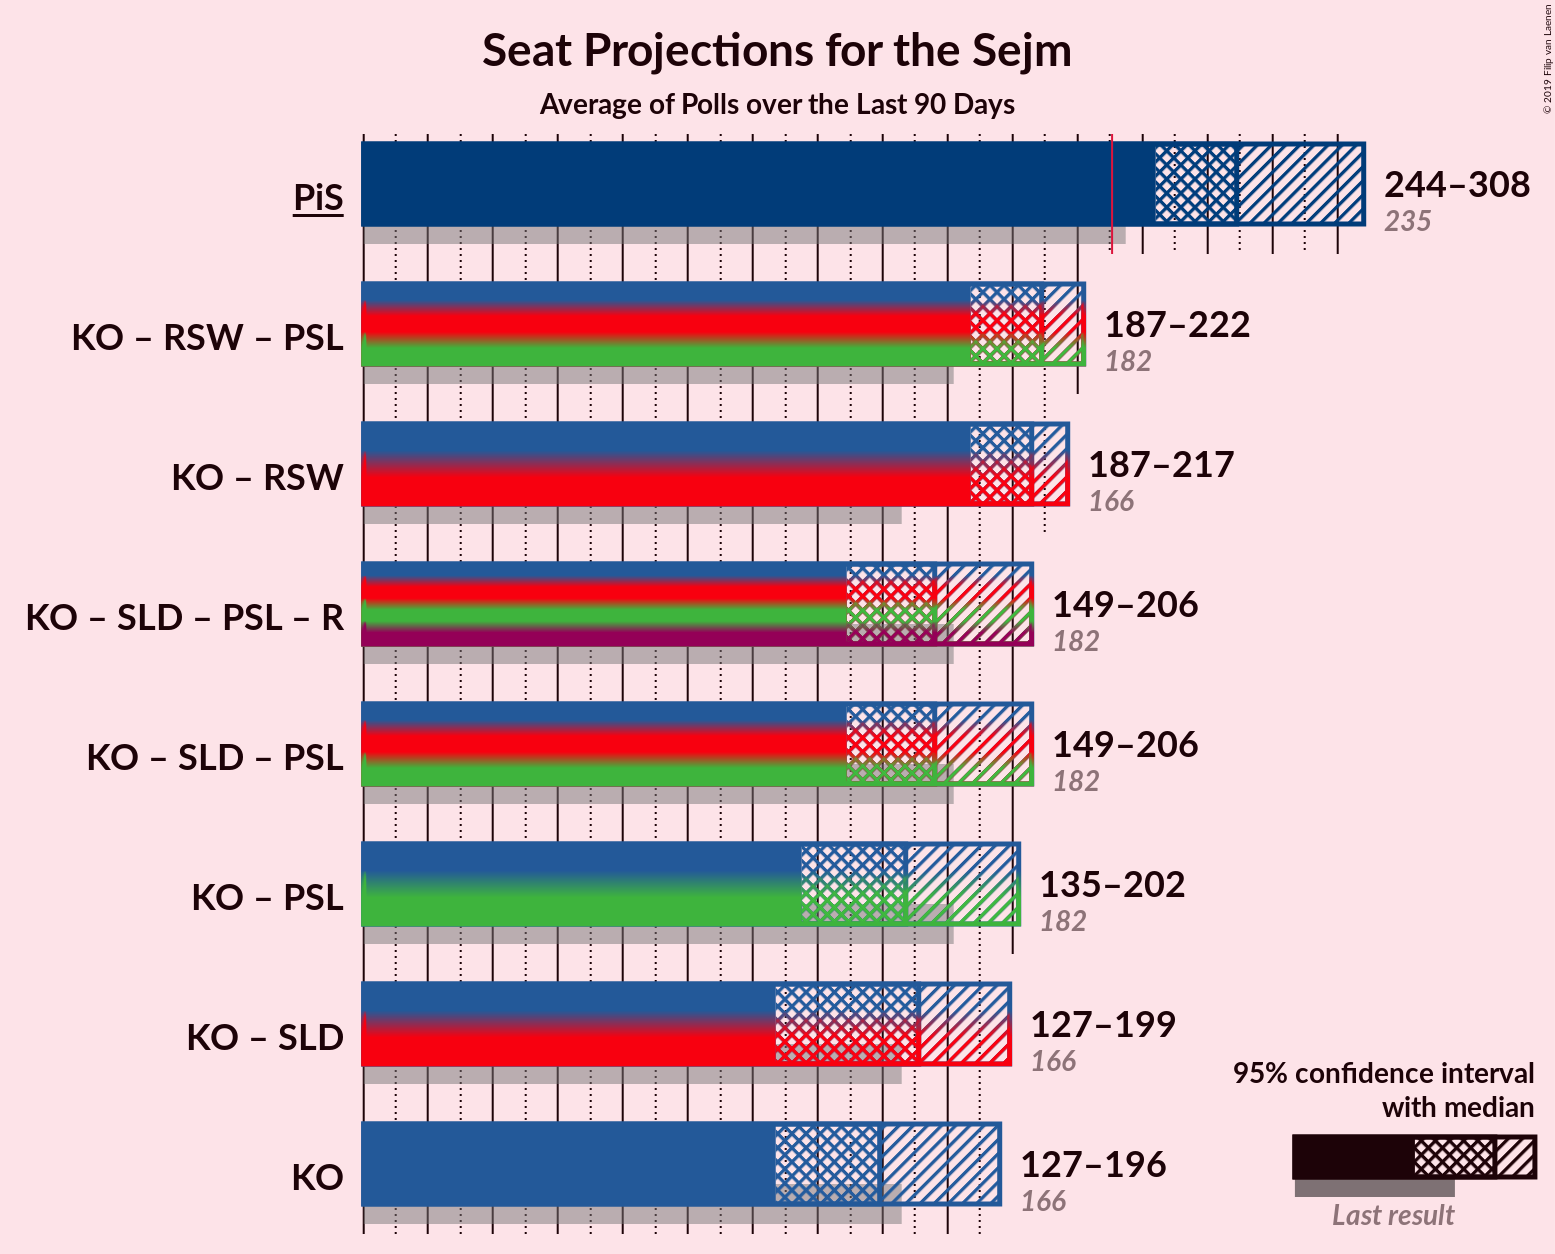 Seat Projections for the Sejm
Average of Polls over the Last 90 Days
© 2019 Filip van Laenen
PiS
244–308
235
KO – RSW – PSL
187–222
182
KO – RSW
187–217
166
KO – SLD – PSL – R
149–206
182
KO – SLD – PSL
149–206
182
KO – PSL
135–202
182
KO – SLD
127–199
166
KO
127–196
166
95% confidence interval
with median
Last result